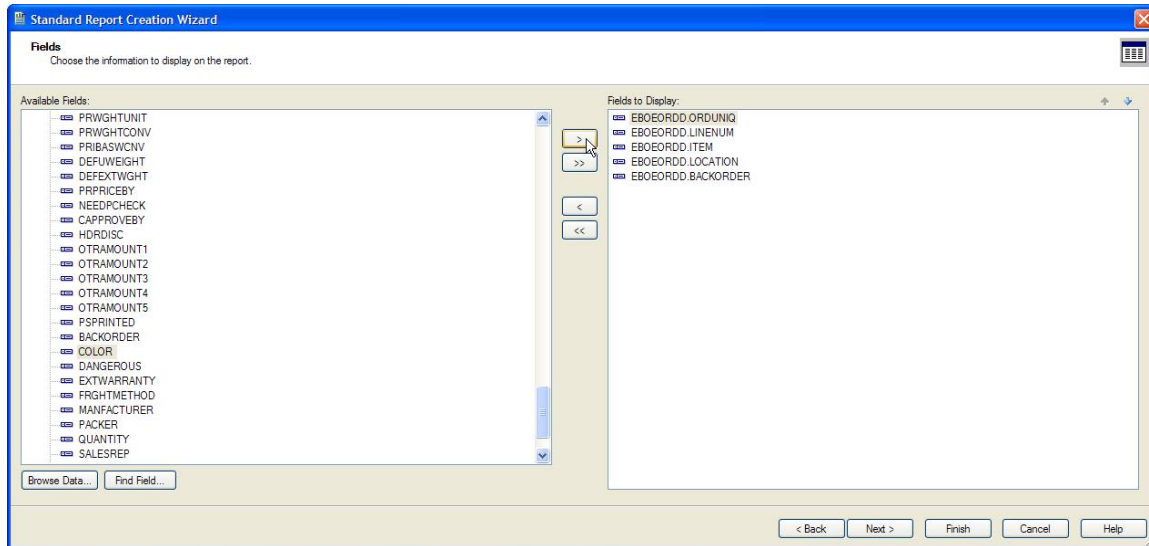 Standard Report Creation Wizard
Fields
Choose the information to display on the report.
Available Fields:
PRWGHTUNIT
PRWGHTCONV
PRIBASWCNV
DEFUWEIGHT
DEFEXTWGHT
PRPRICEBY
NEEDPCHECK
CAPPROVEBY
HDRDISC
OTRAMOUNT1
OTRAMOUNT2
OTRAMOUNT3
OTRAMOUNT4
OTRAMOUNT5
PSPRINTED
BACKORDER
COLOR
DANGEROUS
EXTWARRANTY
FRGHTMETHOD
MANFACTURER
PACKER
QUANTITY
SALESREP
Browse Data... Find Field...
>
>>
<
<<
Fields to Display:
EBOEORDD.ORDUNIQ
EBOEORDD.LINENUM
EBOEORDD.ITEM
EBOEORDD.LOCATION
EBOEORDD.BACKORDER
< Back Next > Finish Cancel Help